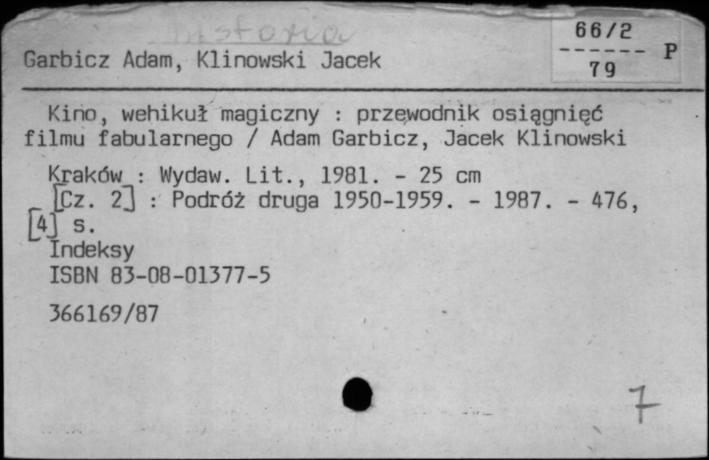 historia
66/2
------
79
P
Garbicz Adam, Klinowski Jacek
Kino, wehikuł magiczny : przewodnik osiągnięć
filmu fabularnego / Adam Garbicz, Jacek Klinowski
Kraków : Wydaw. Lit., 1981. - 25 cm
[Cz. 2] : Podróż druga 1950-1959. - 1987. - 476,
[4] s.
Indeksy
ISBN 83-08-01377-5
366169/87
7